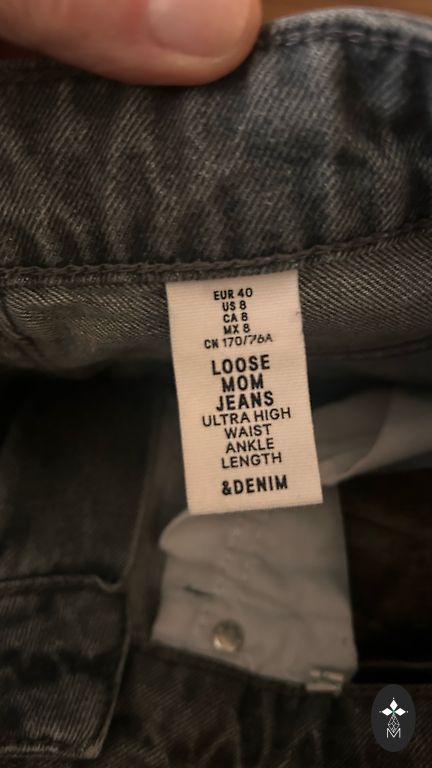 EUR 40
US 8
CA 8
MX 8
CN 170/76A
LOOSE
MOM
JEANS
ULTRA HIGH
WAIST
ANKLE
LENGTH
&DENIM
M